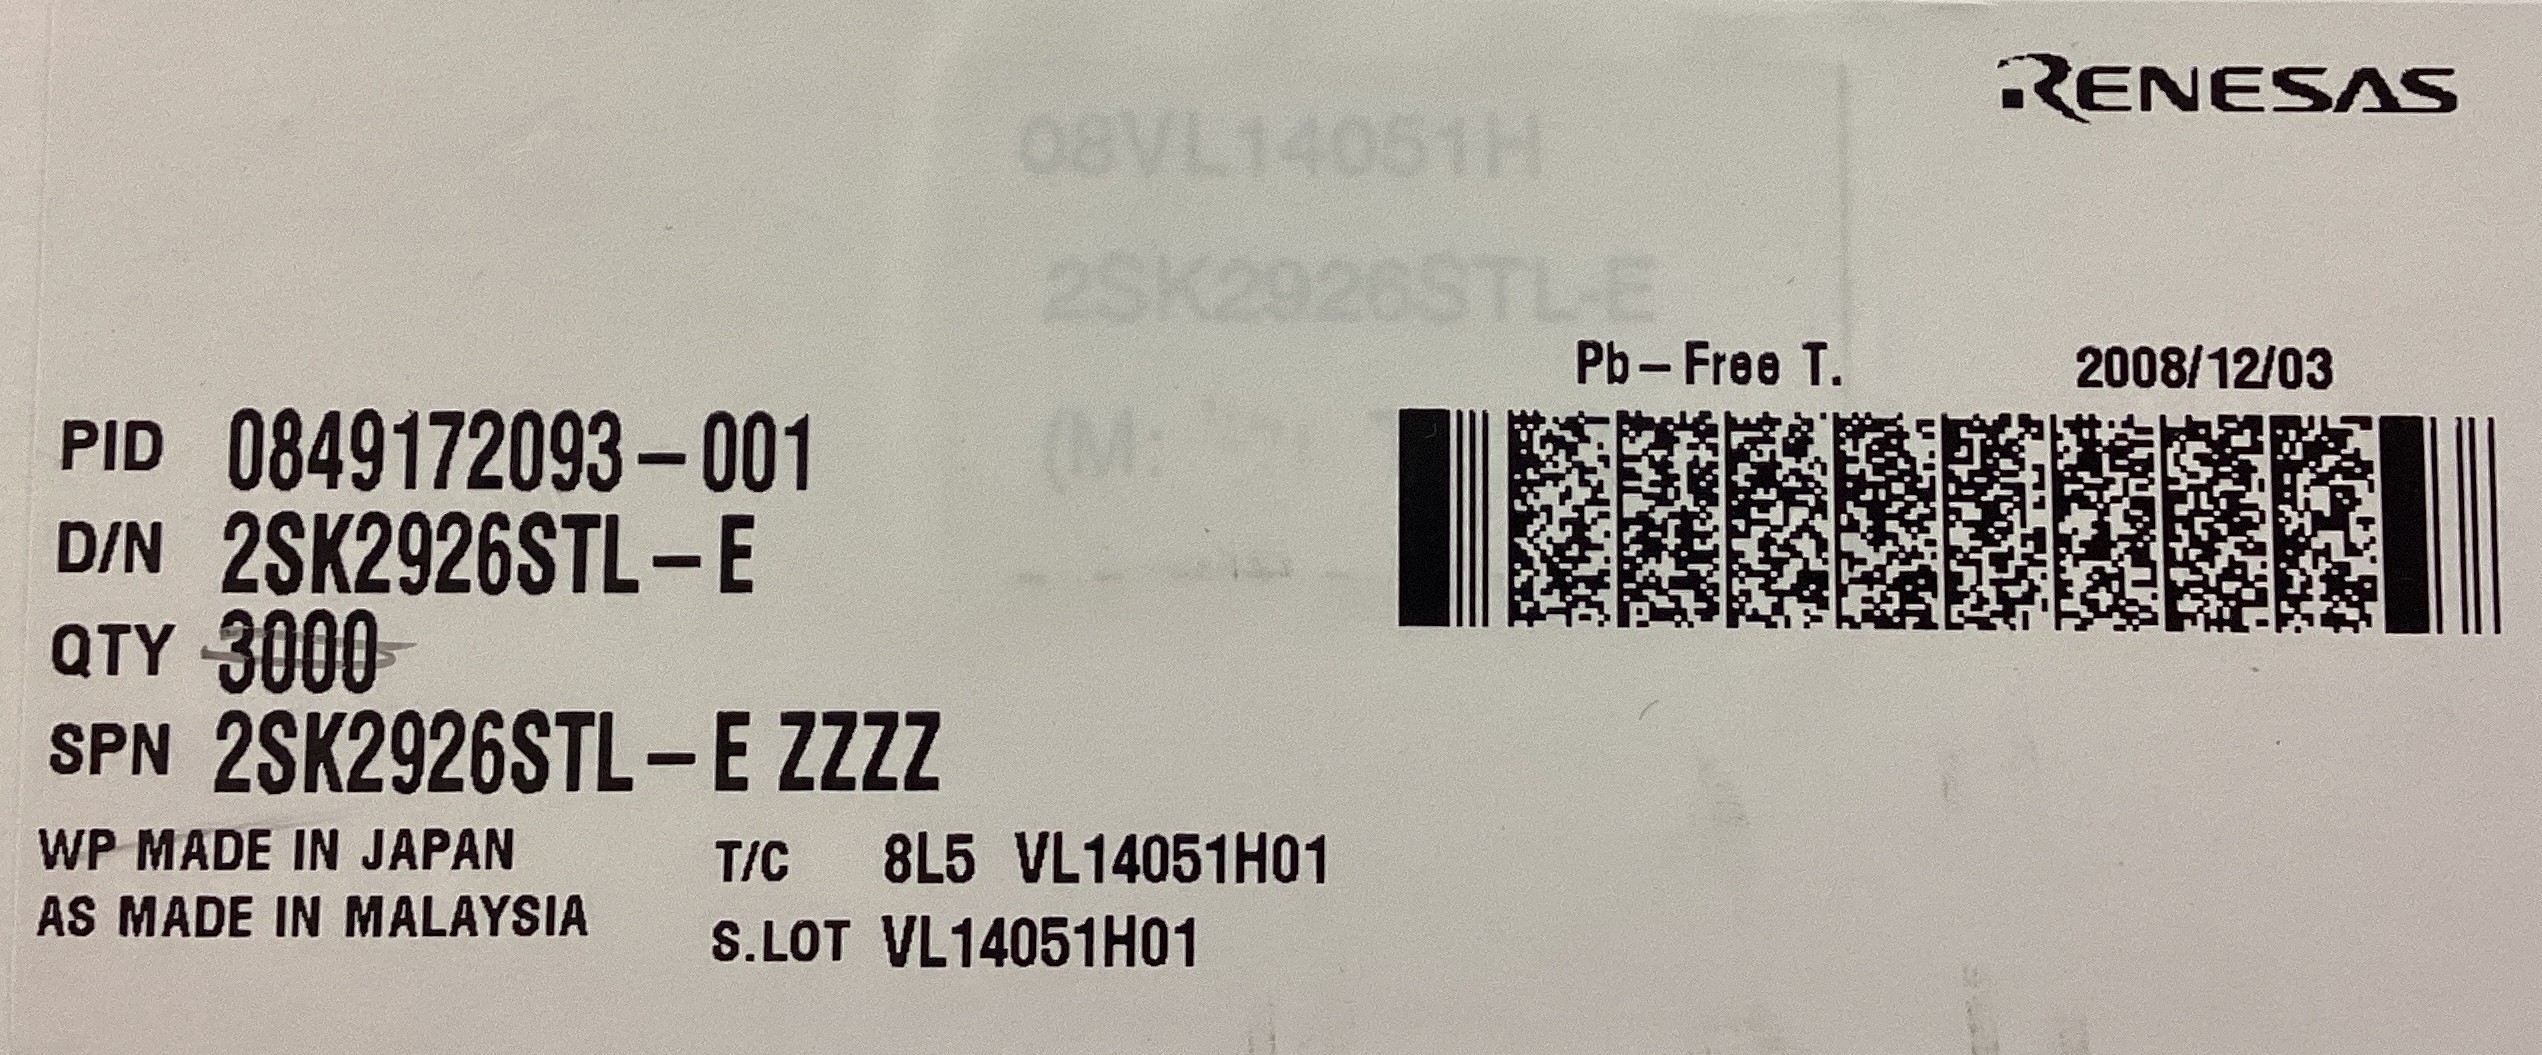 RENESAS
08VL14051H
2SK2926STL-E
(M:
Pb-Free T. 2008/12/03
PID 0849172093-001
D/N 2SK2926STL-E
QTY 3000
SPN 2SK2926STL-E ZZZZ
WP MADE IN JAPAN
AS MADE IN MALAYSIA
T/C 8L5 VL14051H01
S.LOT VL14051H01